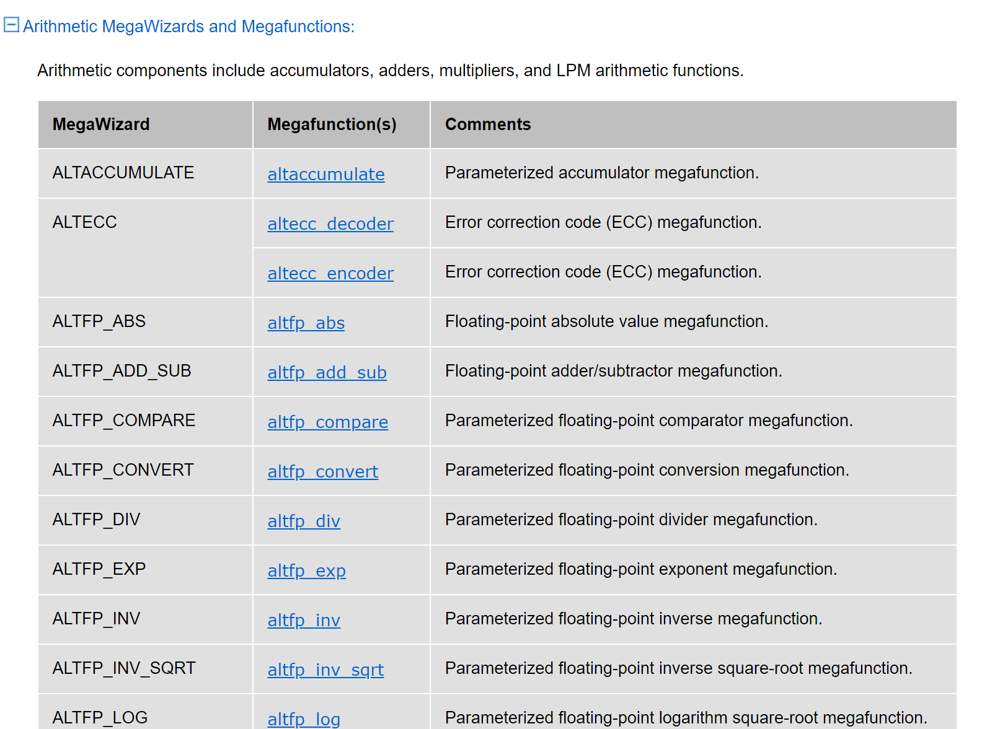 Arithmetic MegaWizards and Megafunctions:
Arithmetic components include accumulators, adders, multipliers, and LPM arithmetic functions.
MegaWizard Megafunction(s) Comments
ALTACCUMULATE altaccumulate Parameterized accumulator megafunction.
ALTECC altecc_decoder Error correction code (ECC) megafunction.
altecc_encoder Error correction code (ECC) megafunction.
ALTFP_ABS altfp_abs Floating-point absolute value megafunction.
ALTFP_ADD_SUB altfp_add_sub Floating-point adder/subtractor megafunction.
ALTFP_COMPARE altfp_compare Parameterized floating-point comparator megafunction.
ALTFP_CONVERT altfp_convert Parameterized floating-point conversion megafunction.
ALTFP_DIV altfp_div Parameterized floating-point divider megafunction.
ALTFP_EXP altfp_exp Parameterized floating-point exponent megafunction.
ALTFP_INV altfp_inv Parameterized floating-point inverse megafunction.
ALTFP_INV_SQRT altfp_inv_sqrt Parameterized floating-point inverse square-root megafunction.
ALTFP_LOG altfp_log Parameterized floating-point logarithm square-root megafunction.